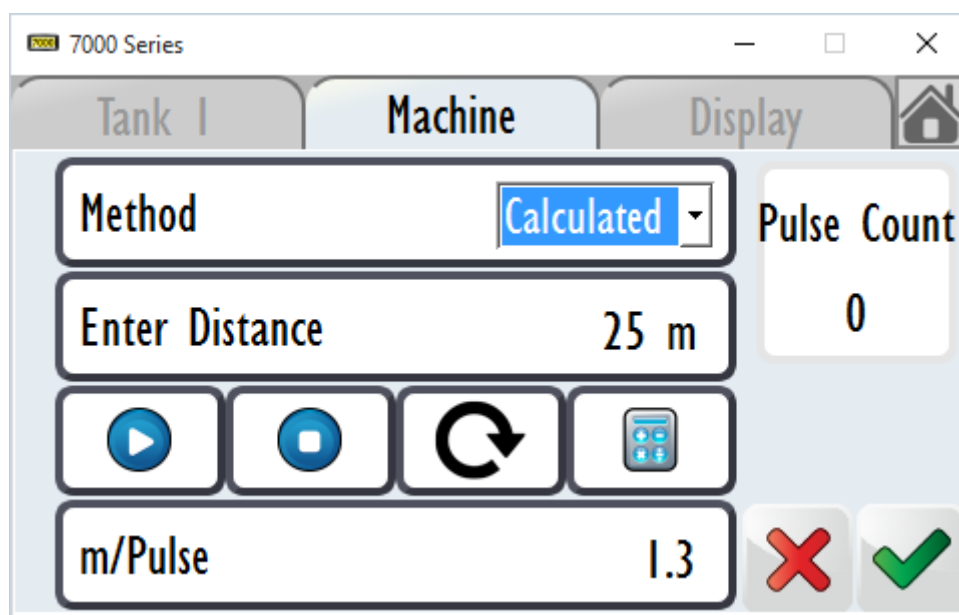 7000 Series
Tank 1 Machine Display
Method Calculated
Pulse Count
0
Enter Distance 25 m
m/Pulse 1.3